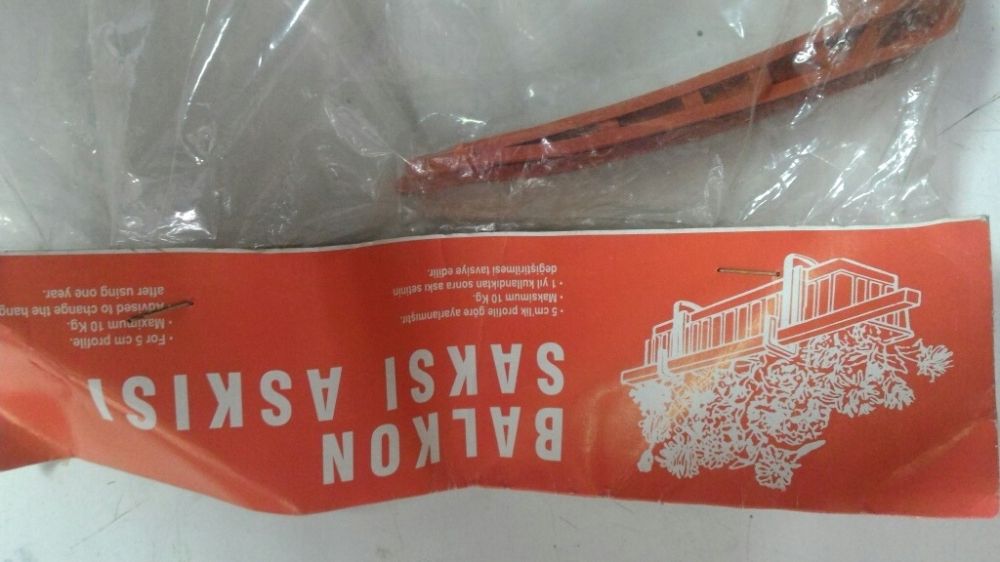 BALKON
SAKSI ASKISI
• 5 cm'lik profile göre ayarlanmıştır.
• Maksimum 10 Kg.
• 1 yıl kullandıktan sonra askı setinin
değiştirilmesi tavsiye edilir.
• For 5 cm profile.
• Maximum 10 Kg.
• Advised to change the hang
after using one year.